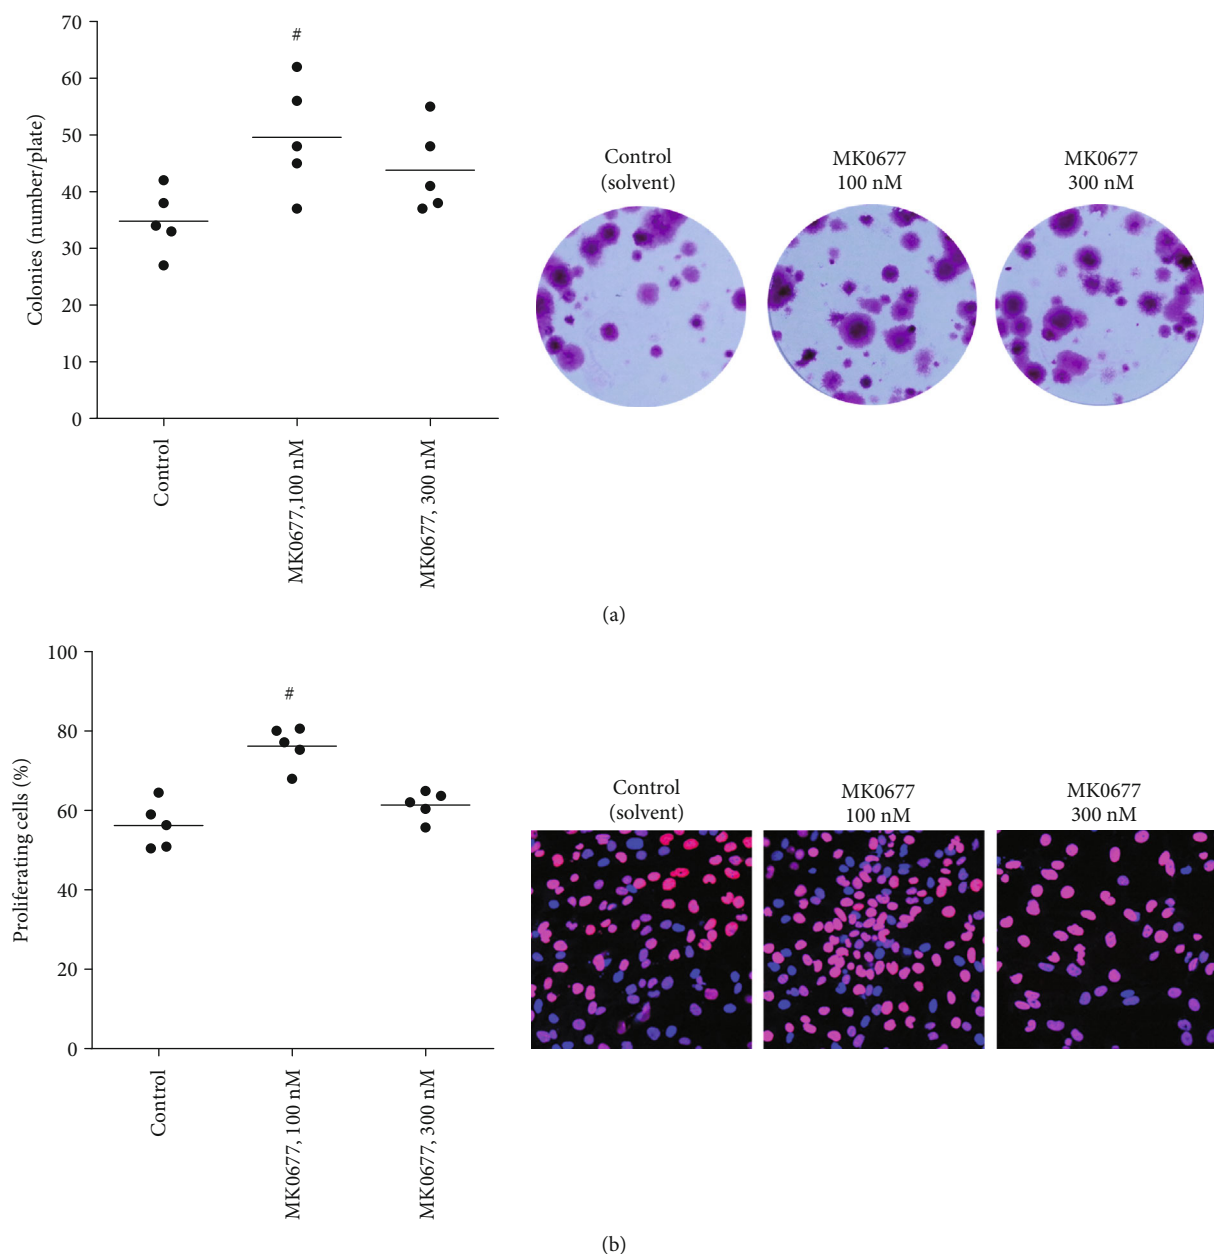 Colonies (number/plate)
70
60
50
40
30
20
10
0
#
Control
MK0677,100 nM
MK0677, 300 nM
Control
(solvent)
MK0677
100 nM
MK0677
300 nM
(a)
Proliferating cells (%)
100
80
60
40
20
0
#
Control
MK0677, 100 nM
MK0677, 300 nM
Control
(solvent)
MK0677
100 nM
MK0677
300 nM
(b)